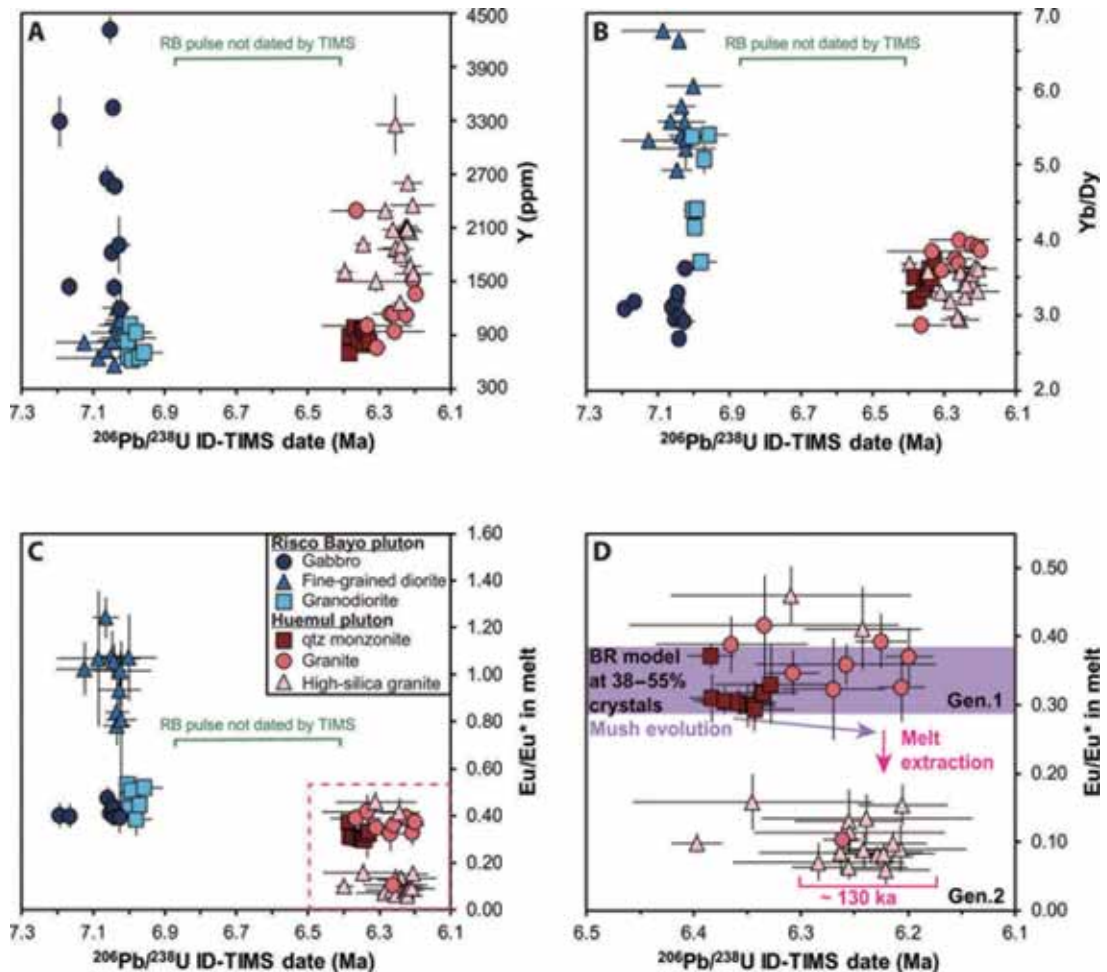 A
RB pulse not dated by TIMS
4500
3900
3300
2700
2100
1500
900
300
Y (ppm)
7.3 7.1 6.9 6.7 6.5 6.3 6.1
206Pb/238U ID-TIMS date (Ma)
B
RB pulse not dated by TIMS
7.0
6.0
5.0
4.0
3.0
2.0
Yb/Dy
7.3 7.1 6.9 6.7 6.5 6.3 6.1
206Pb/238U ID-TIMS date (Ma)
C
Risco Bayo pluton
Gabbro
Fine-grained diorite
Granodiorite
Huemul pluton
qtz monzonite
Granite
High-silica granite
RB pulse not dated by TIMS
1.60
1.40
1.20
1.00
0.80
0.60
0.40
0.20
0.00
Eu/Eu* in melt
7.3 7.1 6.9 6.7 6.5 6.3 6.1
206Pb/238U ID-TIMS date (Ma)
D
BR model
at 38–55%
crystals
Gen.1
Mush evolution
Melt
extraction
~ 130 ka
Gen.2
0.50
0.40
0.30
0.20
0.10
0.00
Eu/Eu* in melt
6.5 6.4 6.3 6.2 6.1
206Pb/238U ID-TIMS date (Ma)